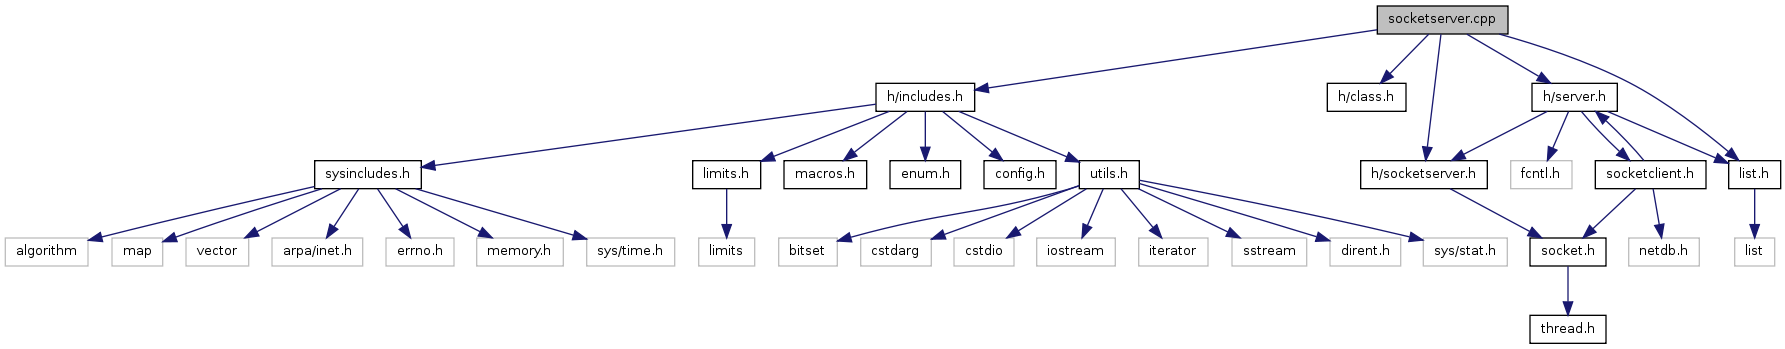 socketserver.cpp
h/includes.h
h/class.h
h/server.h
sysincludes.h
limits.h
macros.h
enum.h
config.h
utils.h
h/socketserver.h
fcntl.h
socketclient.h
list.h
algorithm
map
vector
arpa/inet.h
errno.h
memory.h
sys/time.h
limits
bitset
cstdarg
cstdio
iostream
iterator
sstream
dirent.h
sys/stat.h
socket.h
netdb.h
list
thread.h